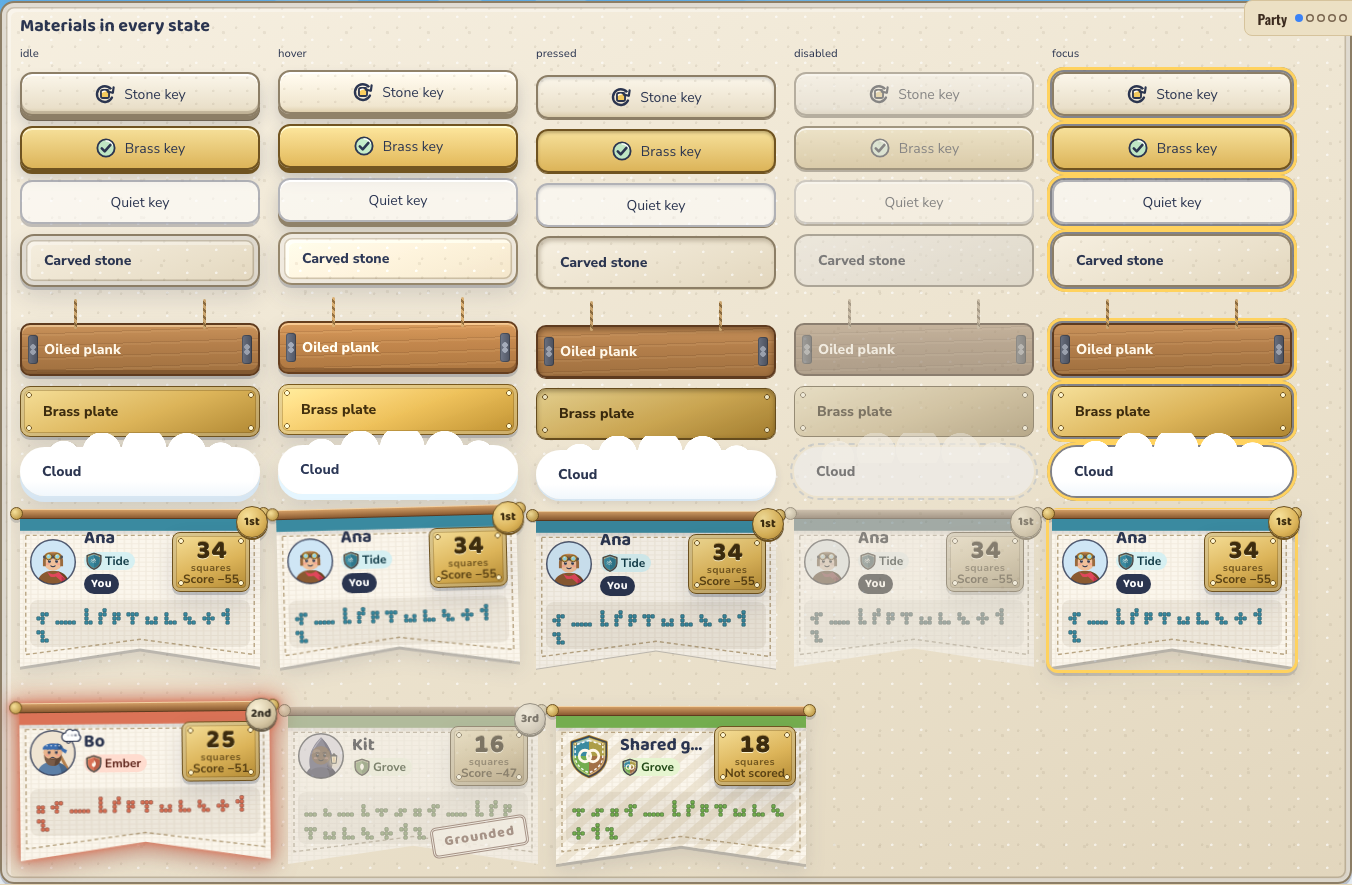 Materials in every state
Party
idle hover pressed disabled focus
Stone key Stone key Stone key Stone key Stone key
Brass key Brass key Brass key Brass key Brass key
Quiet key Quiet key Quiet key Quiet key Quiet key
Carved stone Carved stone Carved stone Carved stone Carved stone
Oiled plank Oiled plank Oiled plank Oiled plank Oiled plank
Brass plate Brass plate Brass plate Brass plate Brass plate
Cloud Cloud Cloud Cloud Cloud
1st 1st 1st 1st 1st
Ana Ana Ana Ana Ana
34 34 34 34 34
Tide Tide Tide Tide Tide
squares squares squares squares squares
Score −55 Score −55 Score −55 Score −55 Score −55
You You You You You
2nd 3rd
Bo 25 Kit 16 Shared g... 18
squares squares squares
Ember Score −51 Grove Score −47 Grove Not scored
Grounded